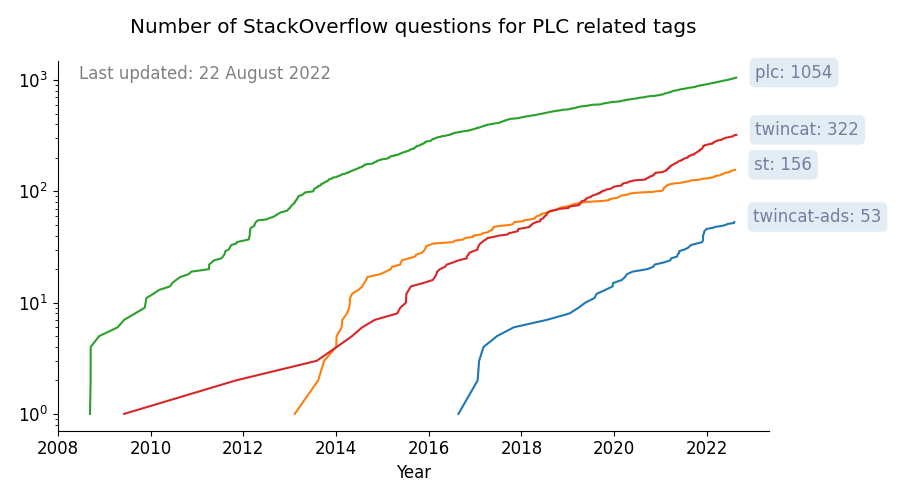 Number of StackOverflow questions for PLC related tags
Last updated: 22 August 2022
plc: 1054
twincat: 322
st: 156
twincat-ads: 53
10³
10²
10¹
10⁰
2008 2010 2012 2014 2016 2018 2020 2022
Year